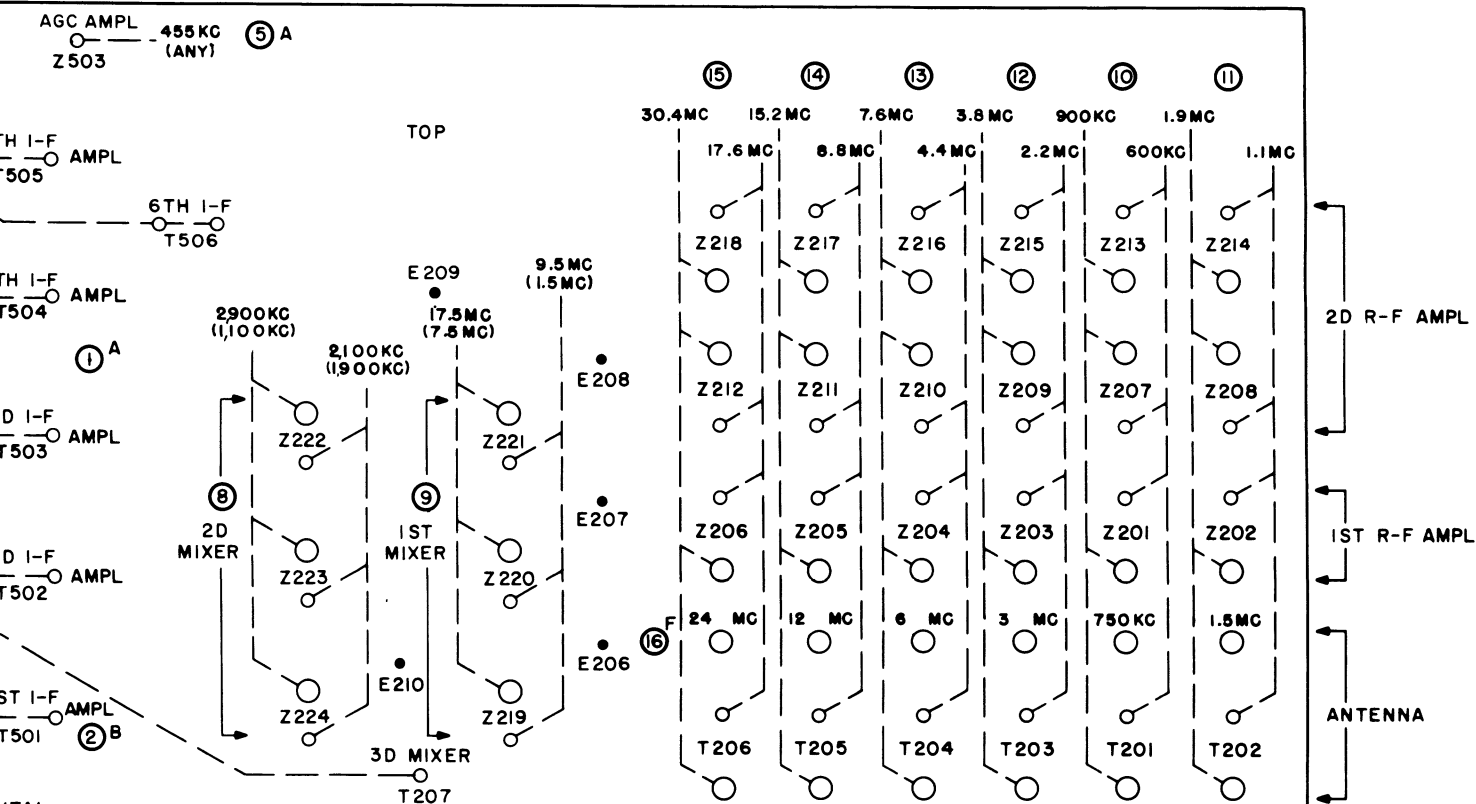 AGC AMPL
455KC
(ANY)
5 A
Z503
15 14 13 12 10 11
30.4MC 15.2MC 7.6MC 3.8MC 900KC 1.9MC
17.6MC 8.8MC 4.4MC 2.2MC 600KC 1.1MC
TOP
TH I-F AMPL
T505
6TH I-F
T506
TH I-F AMPL
T504
1 A
D I-F AMPL
T503
D I-F AMPL
T502
ST I-F AMPL
T501
2 B
2,900KC
(1,100KC)
2,100KC
(1,900KC)
E209
17.5MC
(7.5MC)
9.5MC
(1.5MC)
E208
E207
E206
E210
Z222
Z223
Z224
8
2D
MIXER
Z221
Z220
Z219
9
1ST
MIXER
3D MIXER
T207
Z218 Z217 Z216 Z215 Z213 Z214
2D R-F AMPL
Z212 Z211 Z210 Z209 Z207 Z208
Z206 Z205 Z204 Z203 Z201 Z202
1ST R-F AMPL
16 F
24 MC 12 MC 6 MC 3 MC 750KC 1.5MC
ANTENNA
T206 T205 T204 T203 T201 T202